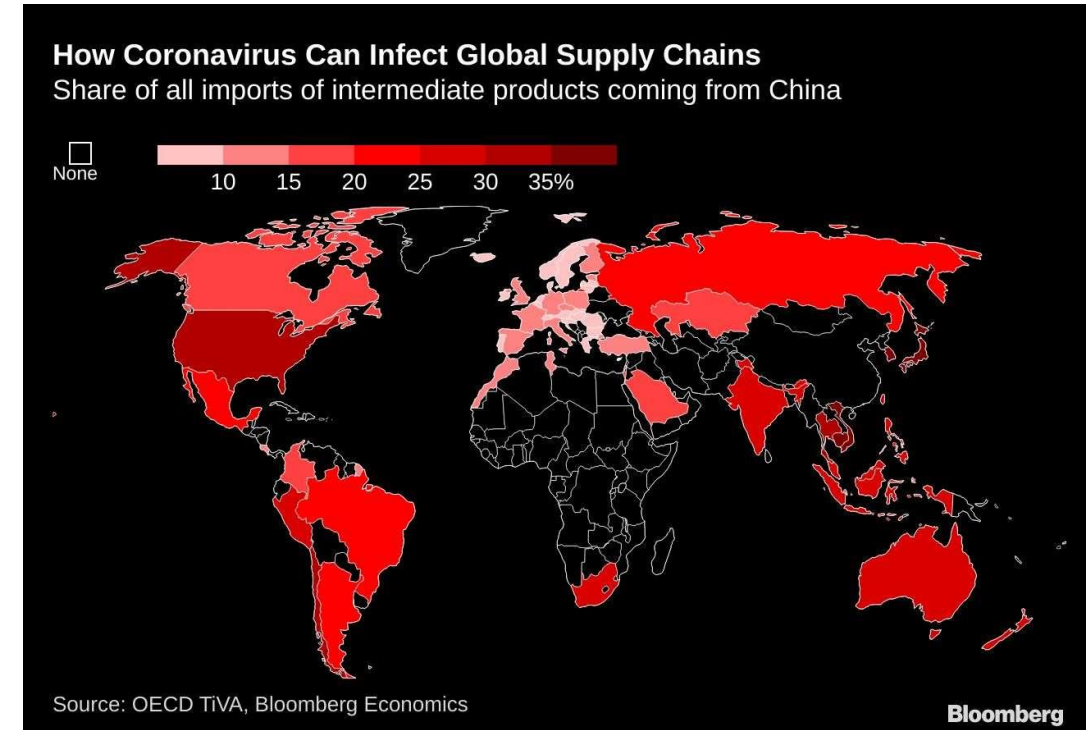 How Coronavirus Can Infect Global Supply Chains
Share of all imports of intermediate products coming from China
None
10 15 20 25 30 35%
Source: OECD TiVA, Bloomberg Economics
Bloomberg